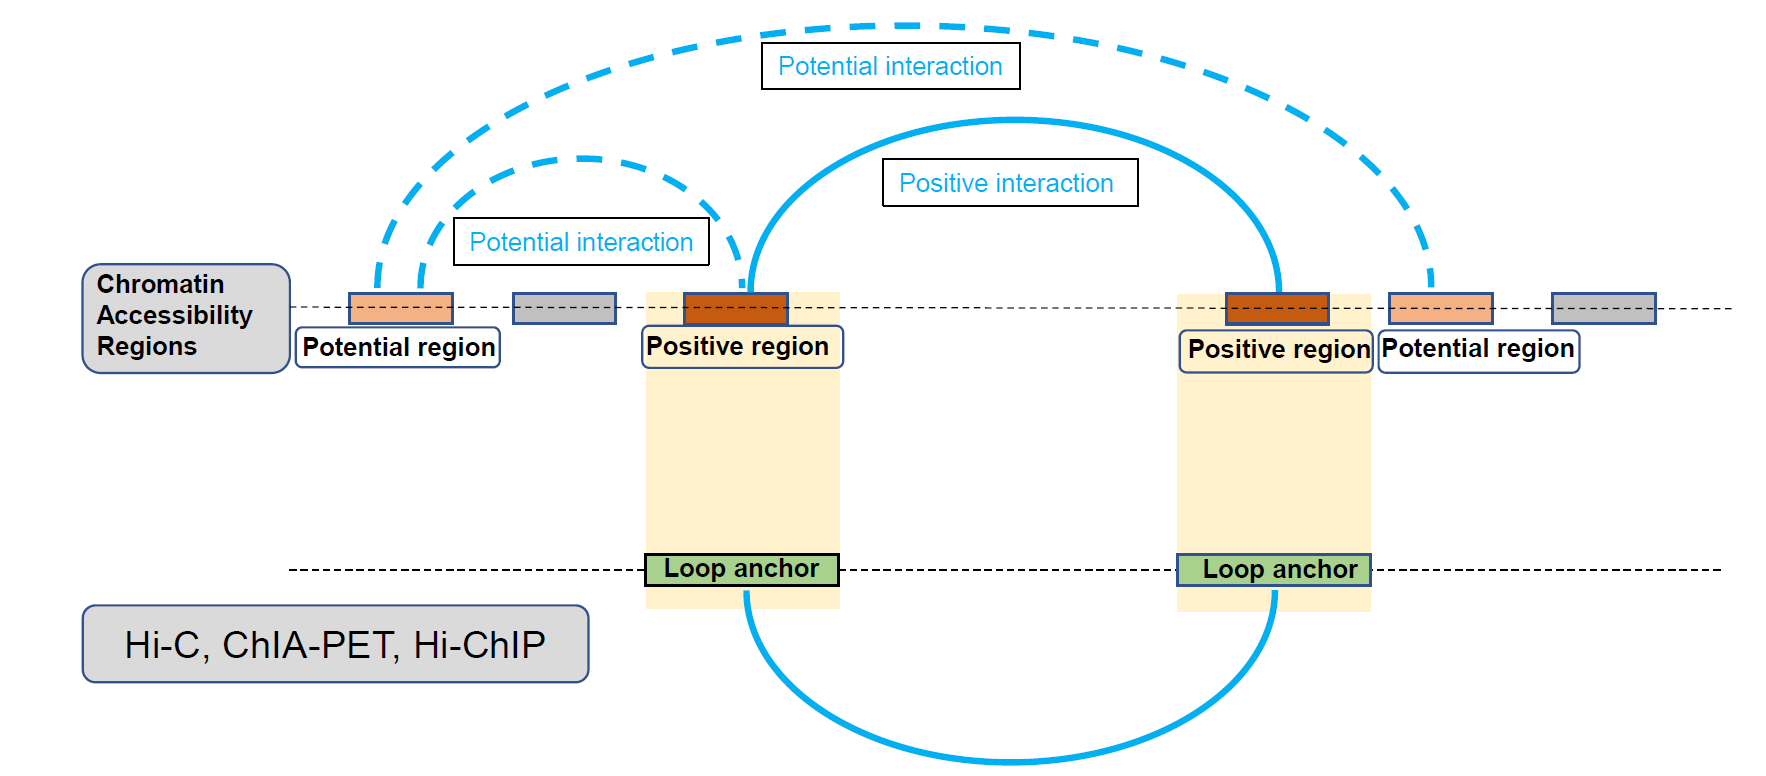 Potential interaction
Positive interaction
Potential interaction
Chromatin
Accessibility
Regions
Potential region
Positive region
Positive region
Potential region
Loop anchor
Loop anchor
Hi-C, ChIA-PET, Hi-ChIP